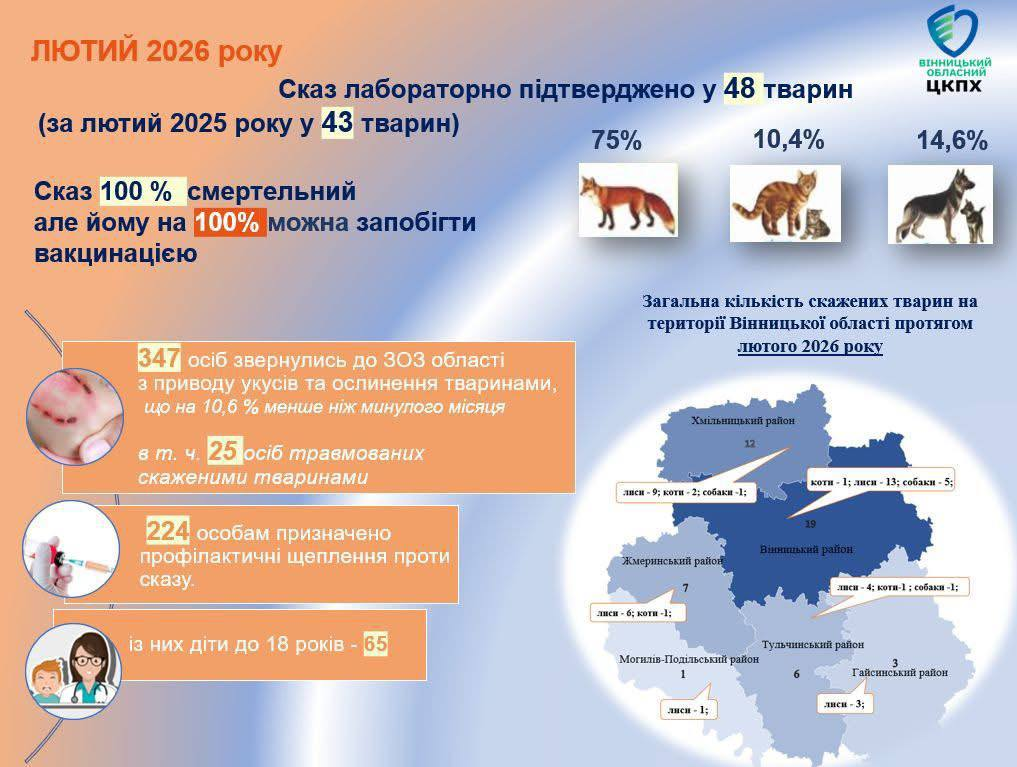 ЛЮТИЙ 2026 року
ВІННИЦЬКИЙ
ОБЛАСНИЙ
ЦКПХ
Сказ лабораторно підтверджено у 48 тварин
(за лютий 2025 року у 43 тварин)
75%
10,4%
14,6%
Сказ 100 % смертельний
але йому на 100% можна запобігти
вакцинацією
Загальна кількість скажених тварин на
території Вінницької області протягом
лютого 2026 року
347 осіб звернулись до ЗОЗ області
з приводу укусів та ослинення тваринами,
що на 10,6 % менше ніж минулого місяця
в т. ч. 25 осіб травмованих
скаженими тваринами
224 особам призначено
профілактичні щеплення проти
сказу.
із них діти до 18 років - 65
Хмільницький район
12
лиси - 9; коти - 2; собаки -1;
коти - 1; лиси - 13; собаки - 5;
19
Вінницький район
Жмеринський район
7
лиси - 6; коти -1;
лиси - 4; коти-1 ; собаки -1;
Тульчинський район
6
Могилів-Подільський район
1
лиси - 1;
3
Гайсинський район
лиси - 3;